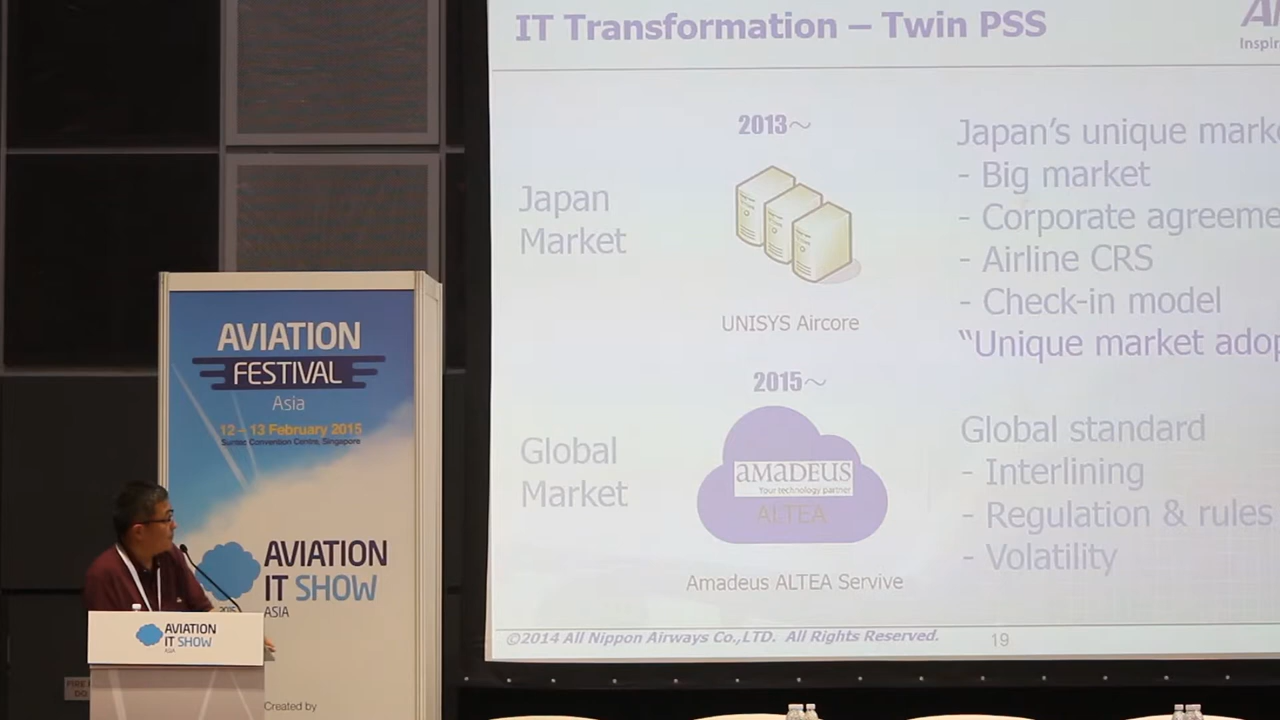 IT Transformation – Twin PSS
Inspir
2013～
Japan
Market
UNISYS Aircore
Japan's unique mark
- Big market
- Corporate agreeme
- Airline CRS
- Check-in model
"Unique market adop
2015～
Global
Market
amadeus
Your technology partner
ALTEA
Amadeus ALTEA Servive
Global standard
- Interlining
- Regulation & rules
- Volatility
©2014 All Nippon Airways Co.,LTD. All Rights Reserved.
19
AVIATION
FESTIVAL
Asia
12 – 13 February 2015
Suntec Convention Centre, Singapore
AVIATION
IT SHOW
2015
ASIA
AVIATION
IT SHOW
ASIA
Created by